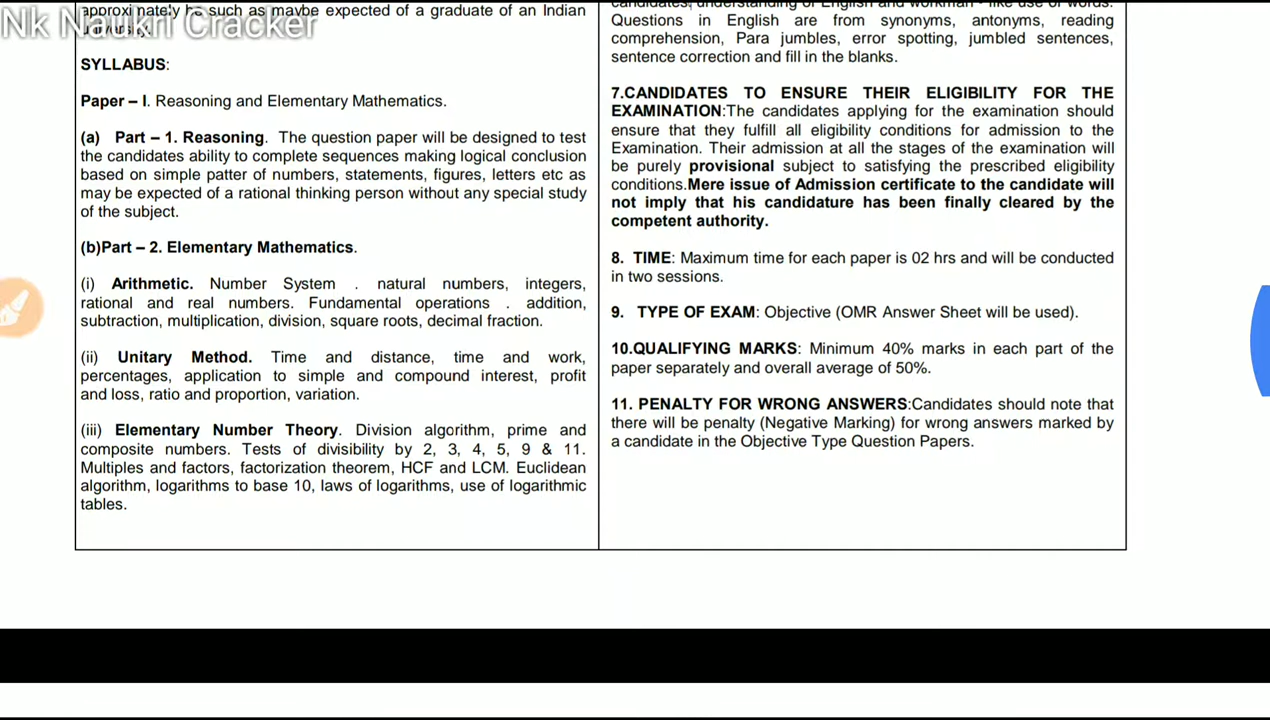 approximately be such as maybe expected of a graduate of an Indian
university.
Nk Naukri Cracker
SYLLABUS:
Paper – I. Reasoning and Elementary Mathematics.
(a) Part – 1. Reasoning. The question paper will be designed to test
the candidates ability to complete sequences making logical conclusion
based on simple patter of numbers, statements, figures, letters etc as
may be expected of a rational thinking person without any special study
of the subject.
(b)Part – 2. Elementary Mathematics.
(i) Arithmetic. Number System . natural numbers, integers,
rational and real numbers. Fundamental operations . addition,
subtraction, multiplication, division, square roots, decimal fraction.
(ii) Unitary Method. Time and distance, time and work,
percentages, application to simple and compound interest, profit
and loss, ratio and proportion, variation.
(iii) Elementary Number Theory. Division algorithm, prime and
composite numbers. Tests of divisibility by 2, 3, 4, 5, 9 & 11.
Multiples and factors, factorization theorem, HCF and LCM. Euclidean
algorithm, logarithms to base 10, laws of logarithms, use of logarithmic
tables.
candidates, understanding of English and workman - like use of words.
Questions in English are from synonyms, antonyms, reading
comprehension, Para jumbles, error spotting, jumbled sentences,
sentence correction and fill in the blanks.
7.CANDIDATES TO ENSURE THEIR ELIGIBILITY FOR THE
EXAMINATION:The candidates applying for the examination should
ensure that they fulfill all eligibility conditions for admission to the
Examination. Their admission at all the stages of the examination will
be purely provisional subject to satisfying the prescribed eligibility
conditions.Mere issue of Admission certificate to the candidate will
not imply that his candidature has been finally cleared by the
competent authority.
8. TIME: Maximum time for each paper is 02 hrs and will be conducted
in two sessions.
9. TYPE OF EXAM: Objective (OMR Answer Sheet will be used).
10.QUALIFYING MARKS: Minimum 40% marks in each part of the
paper separately and overall average of 50%.
11. PENALTY FOR WRONG ANSWERS:Candidates should note that
there will be penalty (Negative Marking) for wrong answers marked by
a candidate in the Objective Type Question Papers.